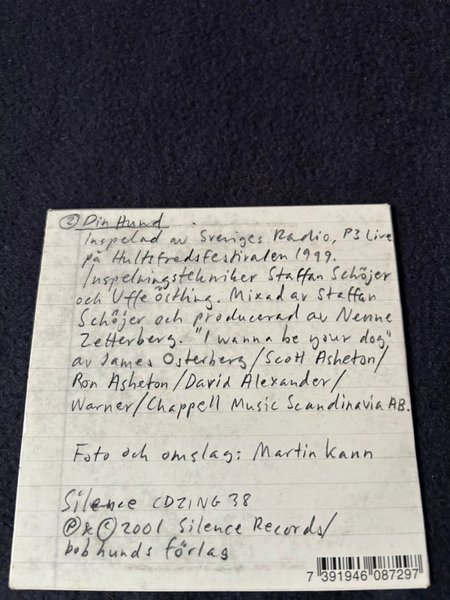 ② Din Hund
Inspelad av Sveriges Radio, P3 Live
på Hultsfredsfestivalen 1999.
Inspelningstekniker Staffan Schöjer
och Uffe Östling. Mixad av Staffan
Schöjer och producerad av Nenne
Zetterberg. "I wanna be your dog"
av James Osterberg/Scott Asheton/
Ron Asheton/David Alexander/
Warner/Chappell Music Scandinavia AB.
Foto och omslag: Martin Kann
Silence CDZING 38
Ⓟ & © 2001 Silence Records/
bob hunds förlag
7 391946 087297